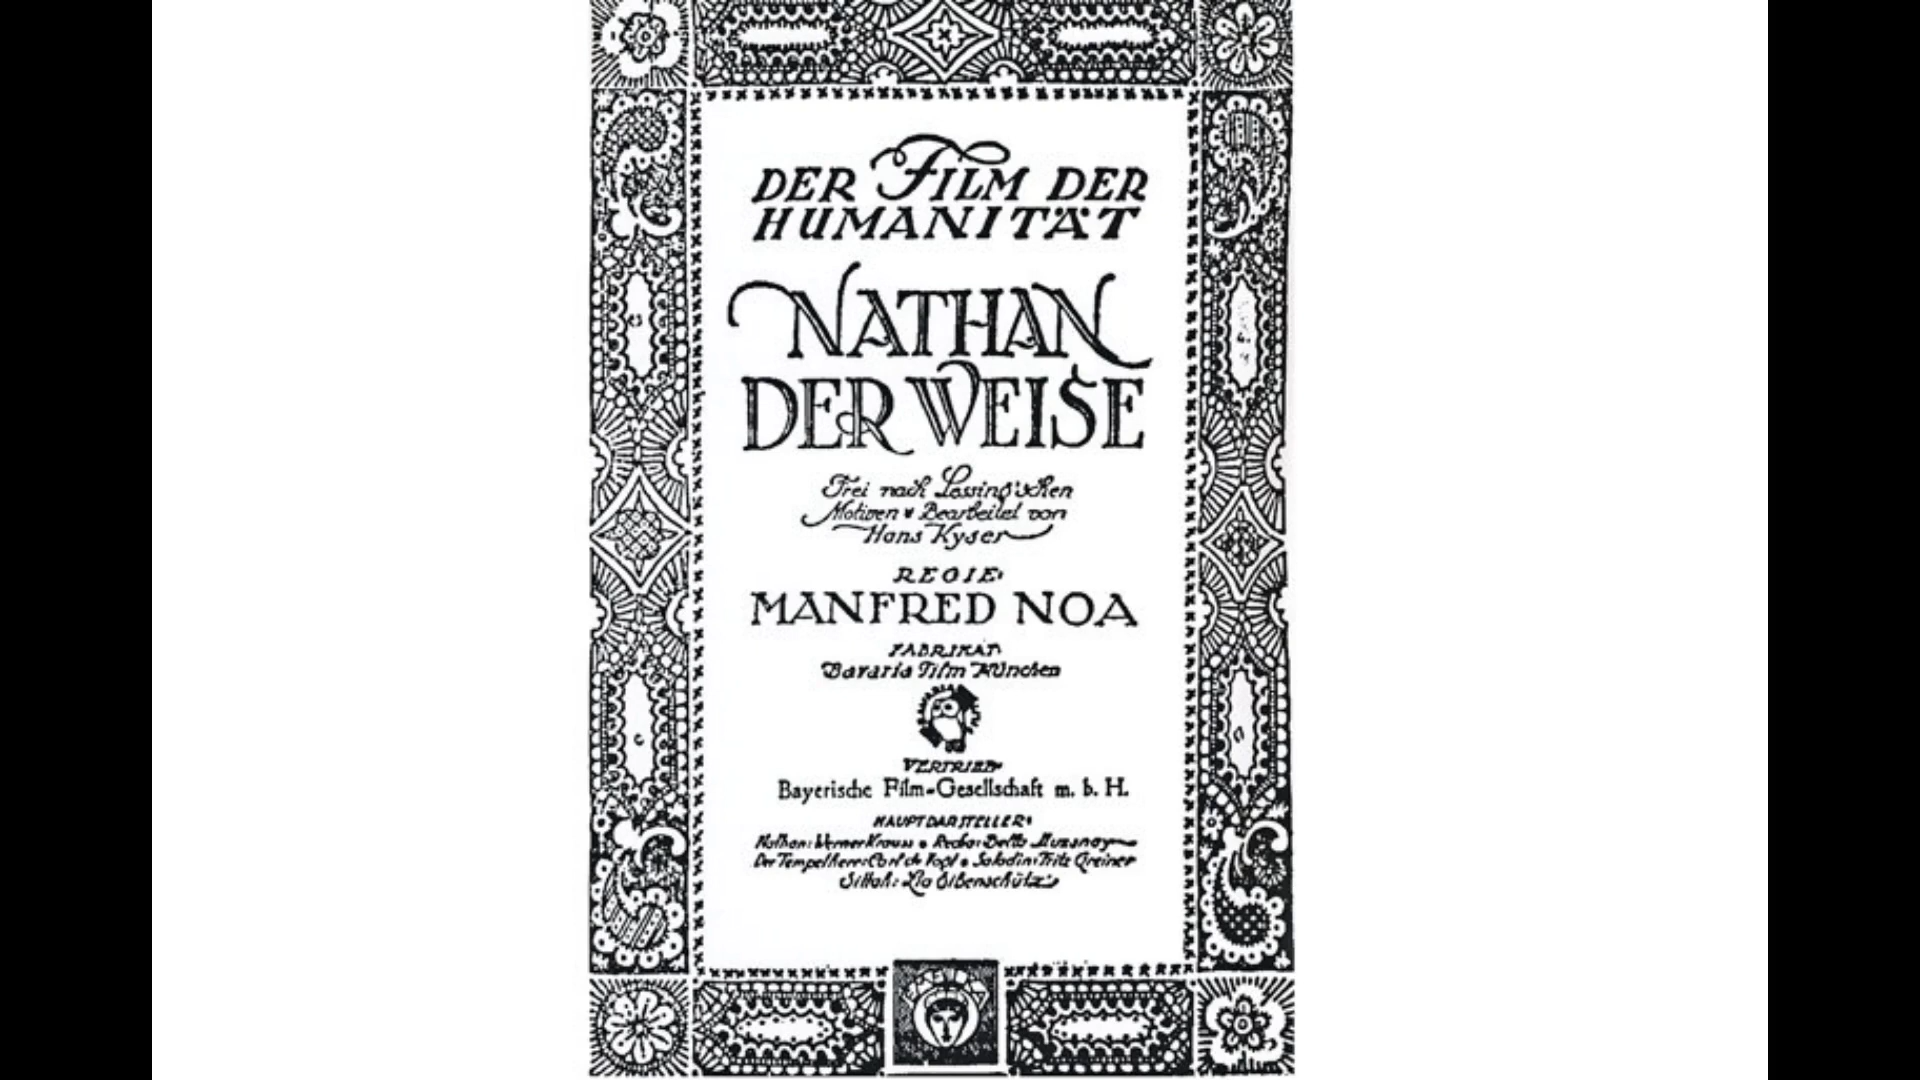 DER FILM DER
HUMANITÄT
NATHAN
DER WEISE
Frei nach Lessing'schen
Motiven Bearbeitet von
Hans Kyser
REGIE:
MANFRED NOA
FABRIKAT:
Bavaria Film München
BAVARIA
VERTRIEB:
Bayerische Film-Gesellschaft m. b. H.
HAUPTDARSTELLER:
Nathan: Werner Krauss • Recha: Bella Muzsnay
Der Tempelherr: Carl de Vogt • Saladin: Fritz Greiner
Sittah: Lia Eibenschütz